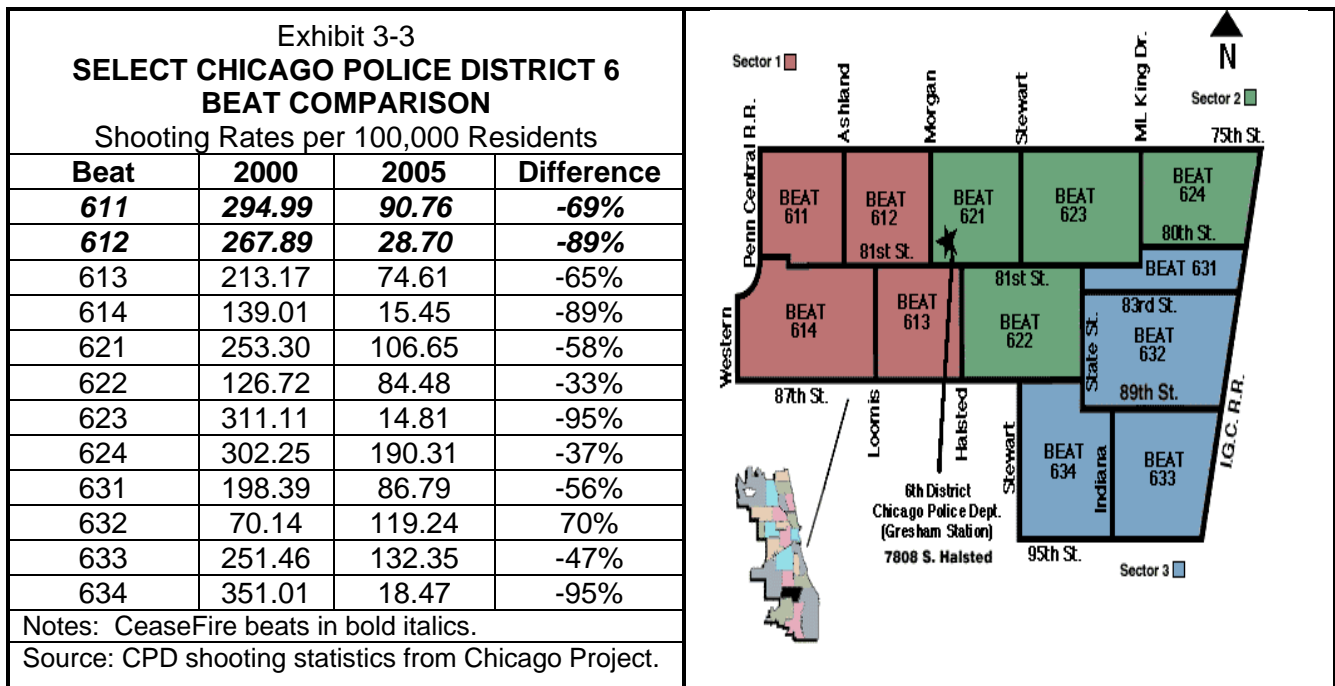 Exhibit 3-3
SELECT CHICAGO POLICE DISTRICT 6
BEAT COMPARISON
Shooting Rates per 100,000 Residents
Beat 2000 2005 Difference
611 294.99 90.76 -69%
612 267.89 28.70 -89%
613 213.17 74.61 -65%
614 139.01 15.45 -89%
621 253.30 106.65 -58%
622 126.72 84.48 -33%
623 311.11 14.81 -95%
624 302.25 190.31 -37%
631 198.39 86.79 -56%
632 70.14 119.24 70%
633 251.46 132.35 -47%
634 351.01 18.47 -95%
Notes: CeaseFire beats in bold italics.
Source: CPD shooting statistics from Chicago Project.
Sector 1
Penn Central R.R.
Ashland
Morgan
Stewart
ML King Dr.
N
Sector 2
75th St.
BEAT
611
BEAT
612
BEAT
621
BEAT
623
BEAT
624
80th St.
81st St.
BEAT 631
81st St.
83rd St.
BEAT
614
BEAT
613
BEAT
622
State St.
BEAT
632
Western
87th St.
89th St.
Loomis
Halsted
Stewart
BEAT
634
Indiana
BEAT
633
I.G.C. R.R.
6th District
Chicago Police Dept.
(Gresham Station)
7808 S. Halsted
95th St.
Sector 3